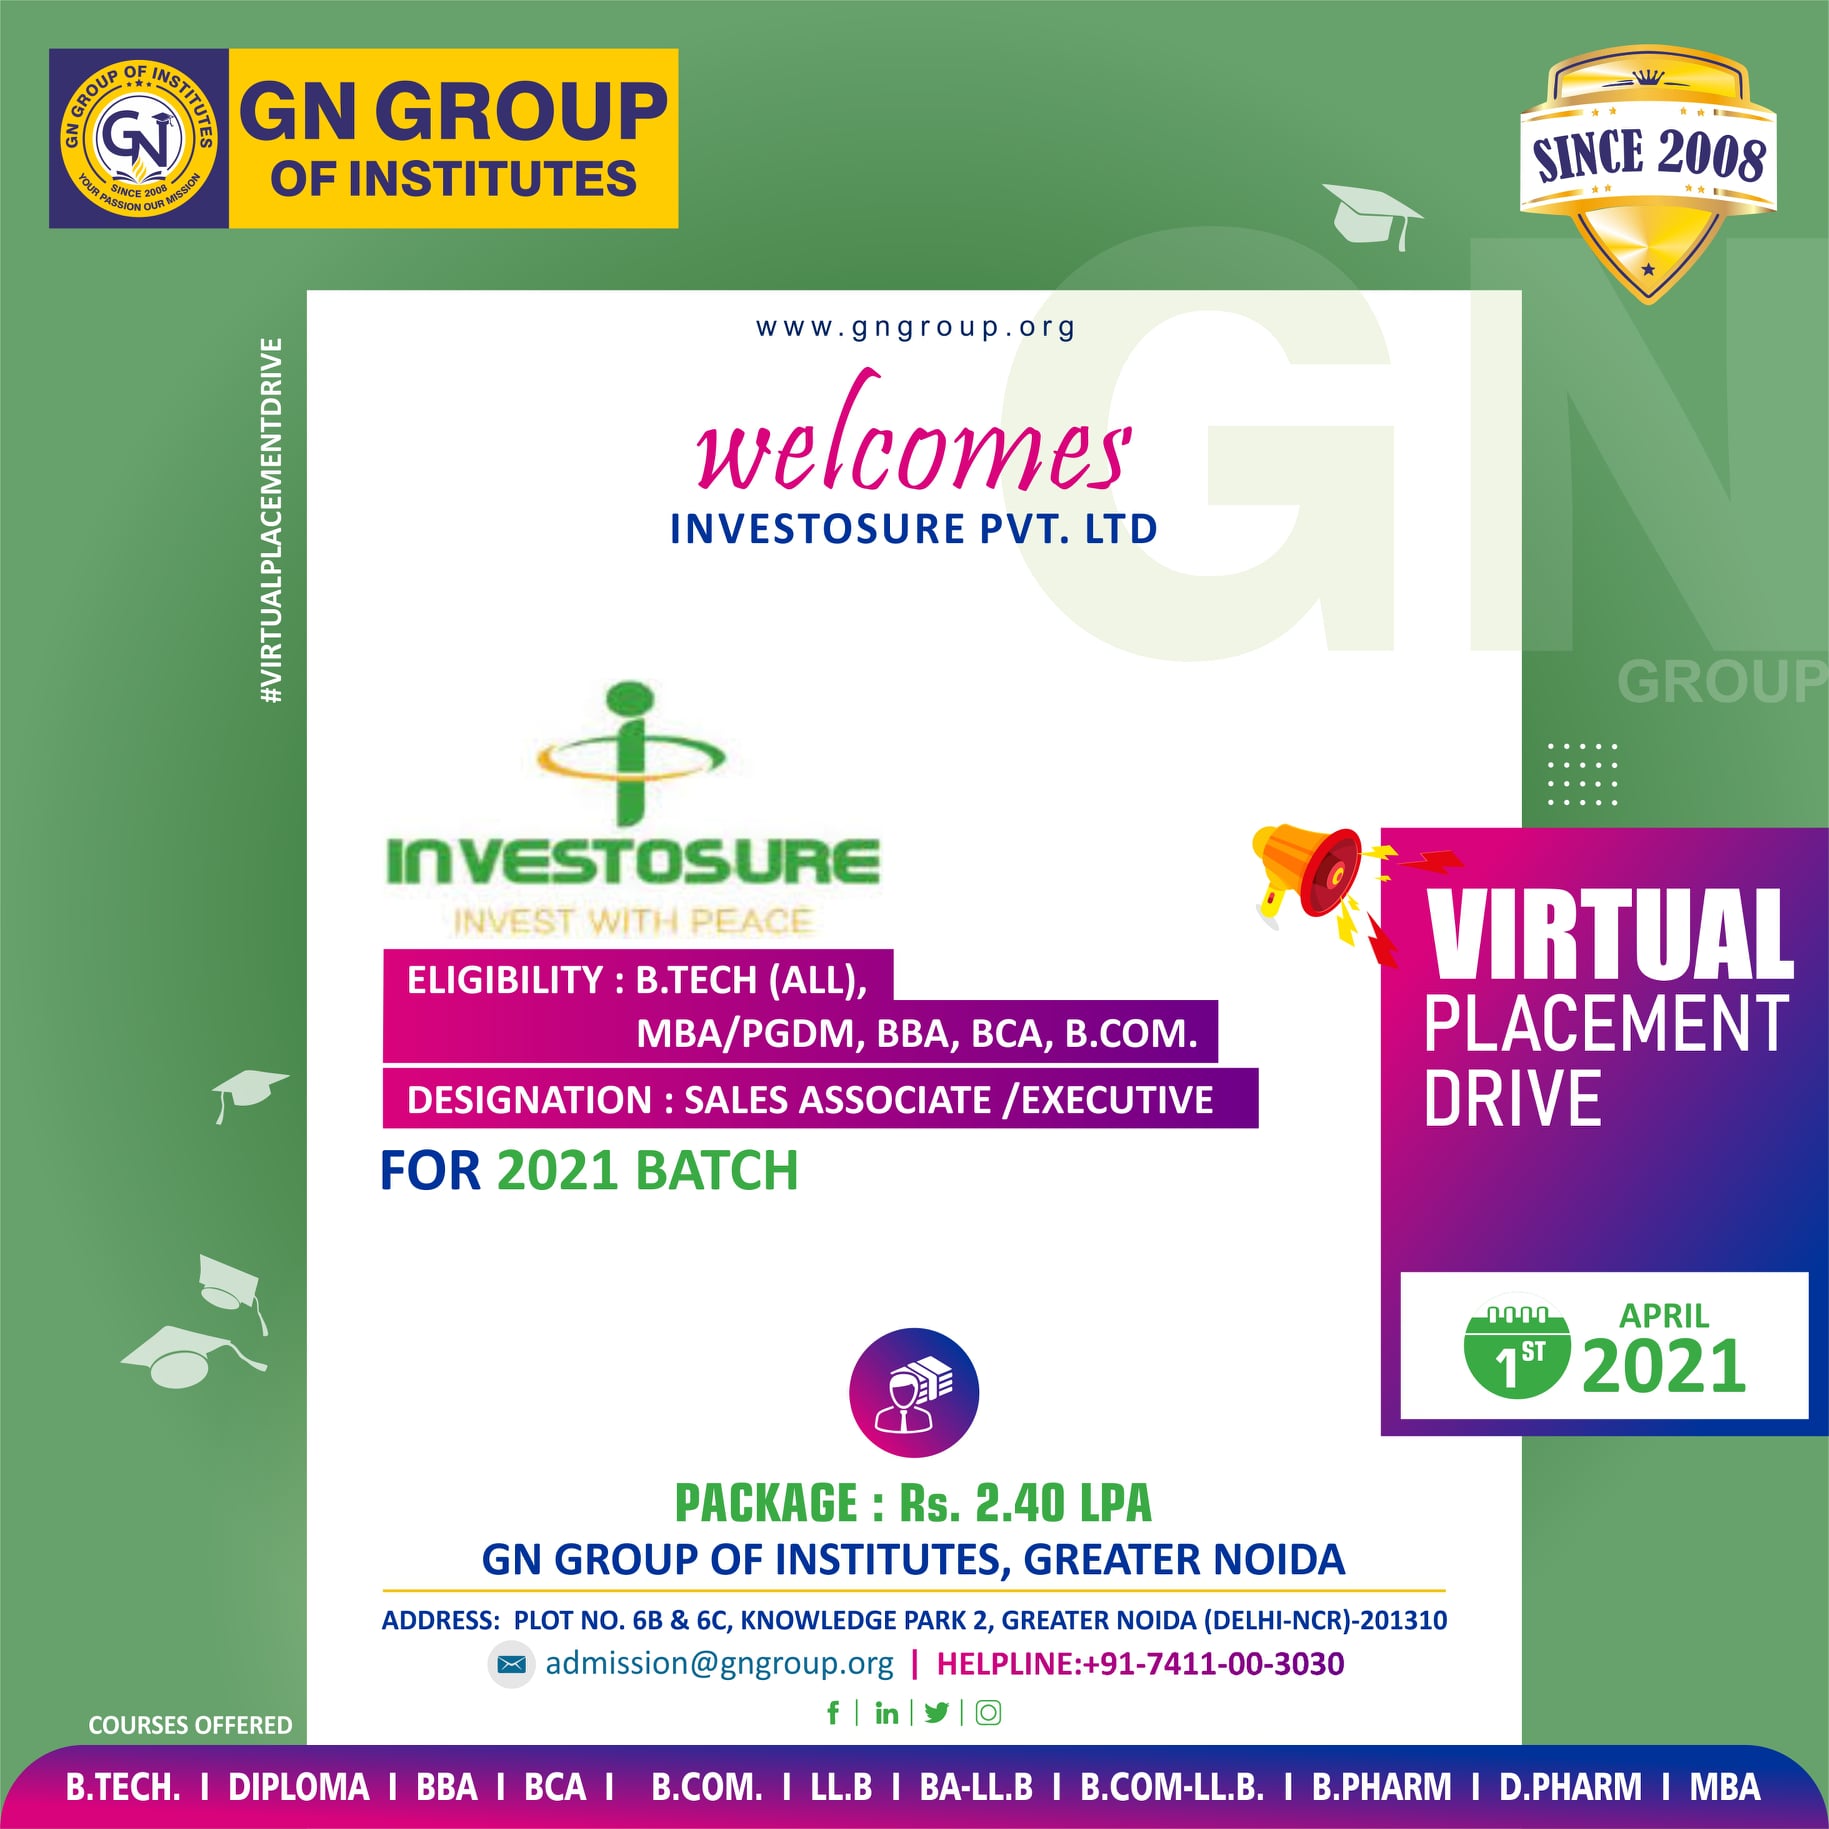 GN GROUP OF INSTITUTES
GN
SINCE 2008
YOUR PASSION OUR MISSION
GN GROUP
OF INSTITUTES
SINCE 2008
GN
GROUP
#VIRTUALPLACEMENTDRIVE
www.gngroup.org
welcomes
INVESTOSURE PVT. LTD
INVESTOSURE
INVEST WITH PEACE
ELIGIBILITY : B.TECH (ALL),
MBA/PGDM, BBA, BCA, B.COM.
DESIGNATION : SALES ASSOCIATE /EXECUTIVE
FOR 2021 BATCH
VIRTUAL
PLACEMENT
DRIVE
1ST APRIL
2021
PACKAGE : Rs. 2.40 LPA
GN GROUP OF INSTITUTES, GREATER NOIDA
ADDRESS: PLOT NO. 6B & 6C, KNOWLEDGE PARK 2, GREATER NOIDA (DELHI-NCR)-201310
admission@gngroup.org | HELPLINE:+91-7411-00-3030
f | in
COURSES OFFERED
B.TECH. I DIPLOMA I BBA I BCA I B.COM. I LL.B I BA-LL.B I B.COM-LL.B. I B.PHARM I D.PHARM I MBA